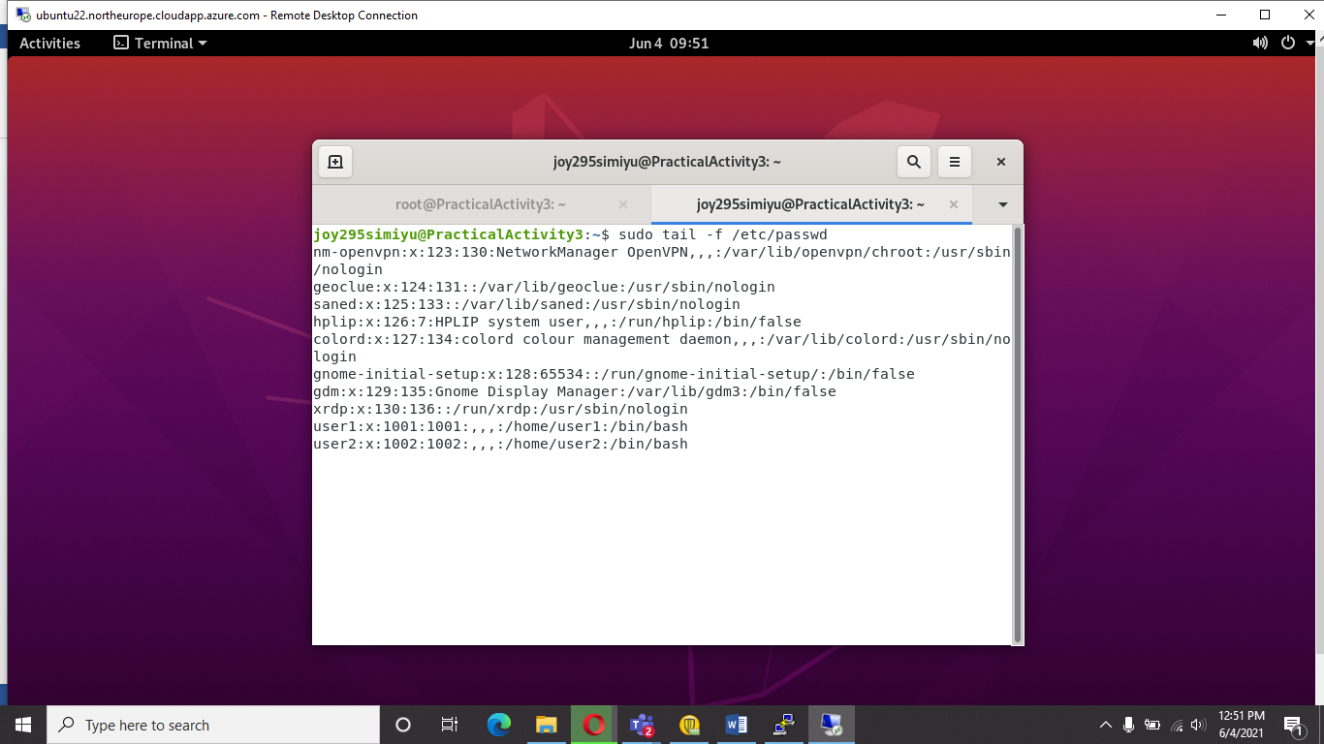 ubuntu22.northeurope.cloudapp.azure.com - Remote Desktop Connection
Activities Terminal Jun 4 09:51
joy295simiyu@PracticalActivity3: ~
root@PracticalActivity3: ~ joy295simiyu@PracticalActivity3: ~
joy295simiyu@PracticalActivity3:~$ sudo tail -f /etc/passwd
nm-openvpn:x:123:130:NetworkManager OpenVPN,,,:/var/lib/openvpn/chroot:/usr/sbin
/nologin
geoclue:x:124:131::/var/lib/geoclue:/usr/sbin/nologin
saned:x:125:133::/var/lib/saned:/usr/sbin/nologin
hplip:x:126:7:HPLIP system user,,,:/run/hplip:/bin/false
colord:x:127:134:colord colour management daemon,,,:/var/lib/colord:/usr/sbin/no
login
gnome-initial-setup:x:128:65534::/run/gnome-initial-setup/:/bin/false
gdm:x:129:135:Gnome Display Manager:/var/lib/gdm3:/bin/false
xrdp:x:130:136::/run/xrdp:/usr/sbin/nologin
user1:x:1001:1001:,,,:/home/user1:/bin/bash
user2:x:1002:1002:,,,:/home/user2:/bin/bash
Type here to search
2
12:51 PM
6/4/2021
1